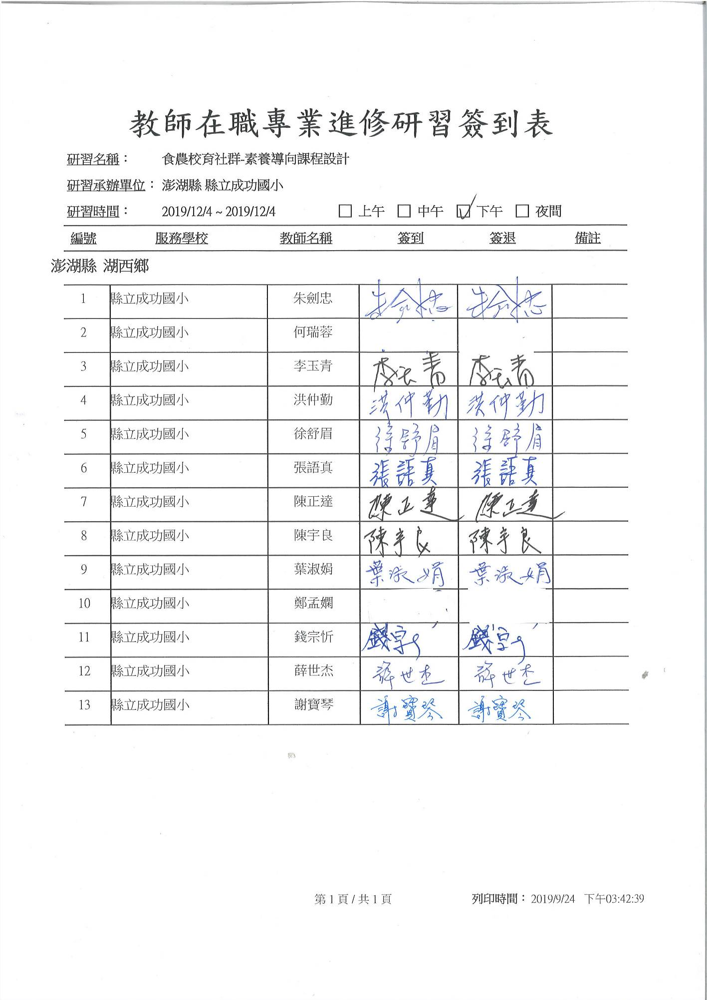 教師在職專業進修研習簽到表
研習名稱： 食農校育社群-素養導向課程設計
研習承辦單位： 澎湖縣 縣立成功國小
研習時間： 2019/12/4 ~ 2019/12/4 □ 上午 □ 中午 ☑ 下午 □ 夜間
編號 服務學校 教師名稱 簽到 簽退 備註
澎湖縣 湖西鄉
1 縣立成功國小 朱劍忠 朱劍忠 朱劍忠
2 縣立成功國小 何瑞蓉
3 縣立成功國小 李玉青 李玉青 李玉青
4 縣立成功國小 洪仲勤 洪仲勤 洪仲勤
5 縣立成功國小 徐舒眉 徐舒眉 徐舒眉
6 縣立成功國小 張語真 張語真 張語真
7 縣立成功國小 陳正達 陳正達 陳正達
8 縣立成功國小 陳宇良 陳宇良 陳宇良
9 縣立成功國小 葉淑娟 葉淑娟 葉淑娟
10 縣立成功國小 鄭孟嫻
11 縣立成功國小 錢宗忻 錢宗 錢宗
12 縣立成功國小 薛世杰 薛世杰 薛世杰
13 縣立成功國小 謝寶琴 謝寶琴 謝寶琴
第 1 頁 / 共 1 頁 列印時間： 2019/9/24 下午03:42:39